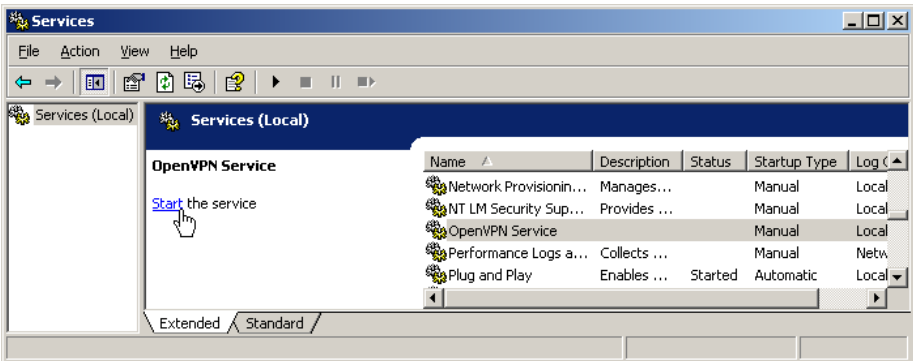 Services
File Action View Help
Services (Local)
Services (Local)
OpenVPN Service
Start the service
Name Description Status Startup Type Log
Network Provisionin... Manages... Manual Local
NT LM Security Sup... Provides ... Manual Local
OpenVPN Service Manual Local
Performance Logs a... Collects ... Manual Netw
Plug and Play Enables ... Started Automatic Local
Extended Standard